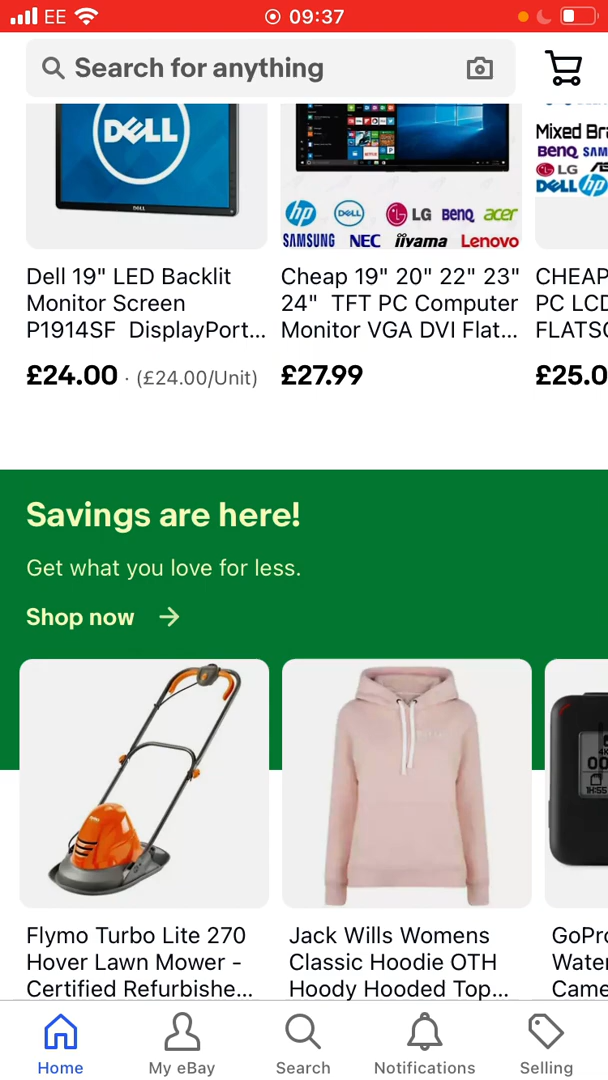 EE 09:37
Search for anything
DELL
DELL
hp DELL LG BenQ acer
SAMSUNG NEC iiyama Lenovo
Mixed Bra
BenQ SAM
LG
DELL hp
Dell 19" LED Backlit
Monitor Screen
P1914SF DisplayPort...
£24.00 · (£24.00/Unit)
Cheap 19" 20" 22" 23"
24" TFT PC Computer
Monitor VGA DVI Flat...
£27.99
CHEAP
PC LCD
FLATSC
£25.0
Savings are here!
Get what you love for less.
Shop now
Flymo Turbo Lite 270
Hover Lawn Mower -
Certified Refurbishe...
Jack Wills Womens
Classic Hoodie OTH
Hoody Hooded Top...
GoPro
Water
Came
Home
My eBay
Search
Notifications
Selling